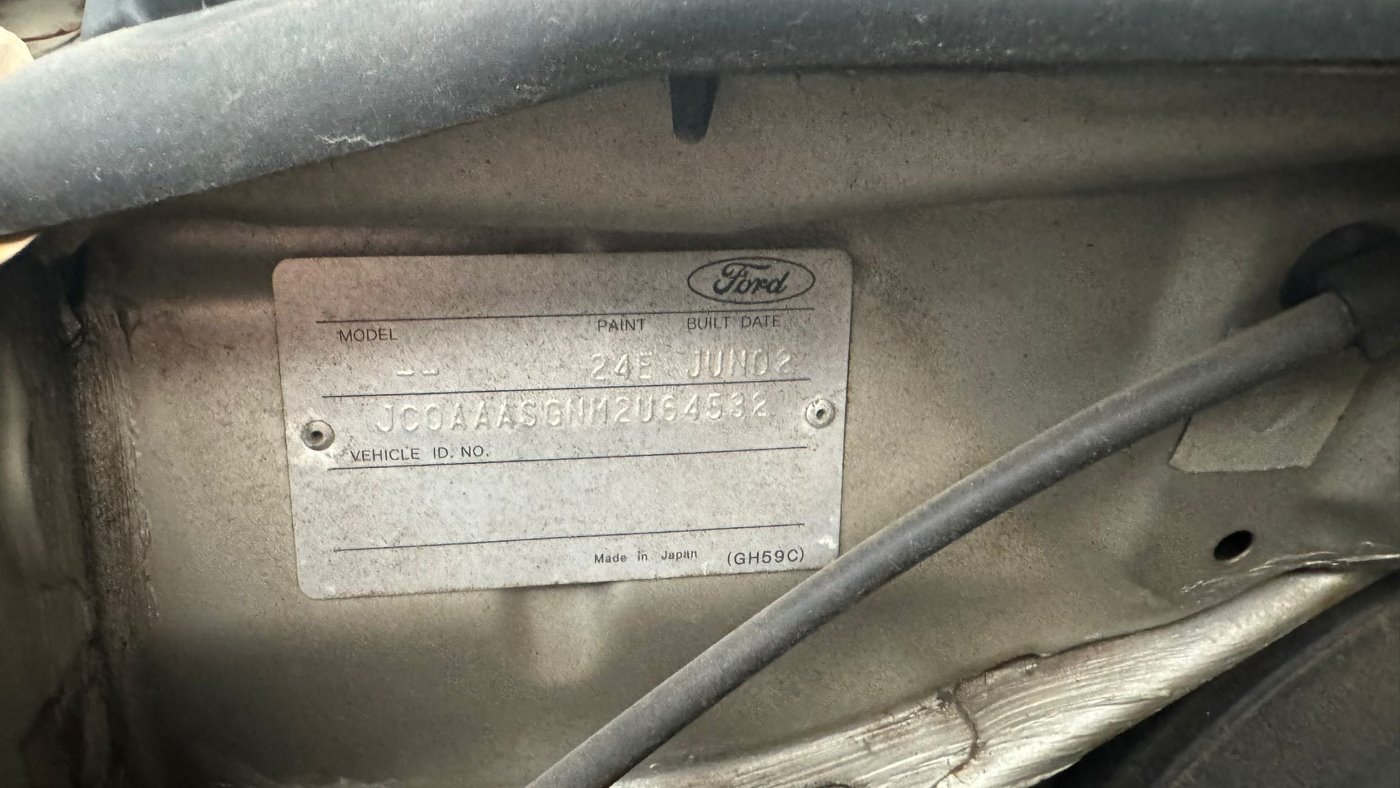 Ford
MODEL PAINT BUILT DATE
-- 24E JUN02
JC0AAASGNM2U64532
VEHICLE ID. NO.
Made in Japan (GH59C)